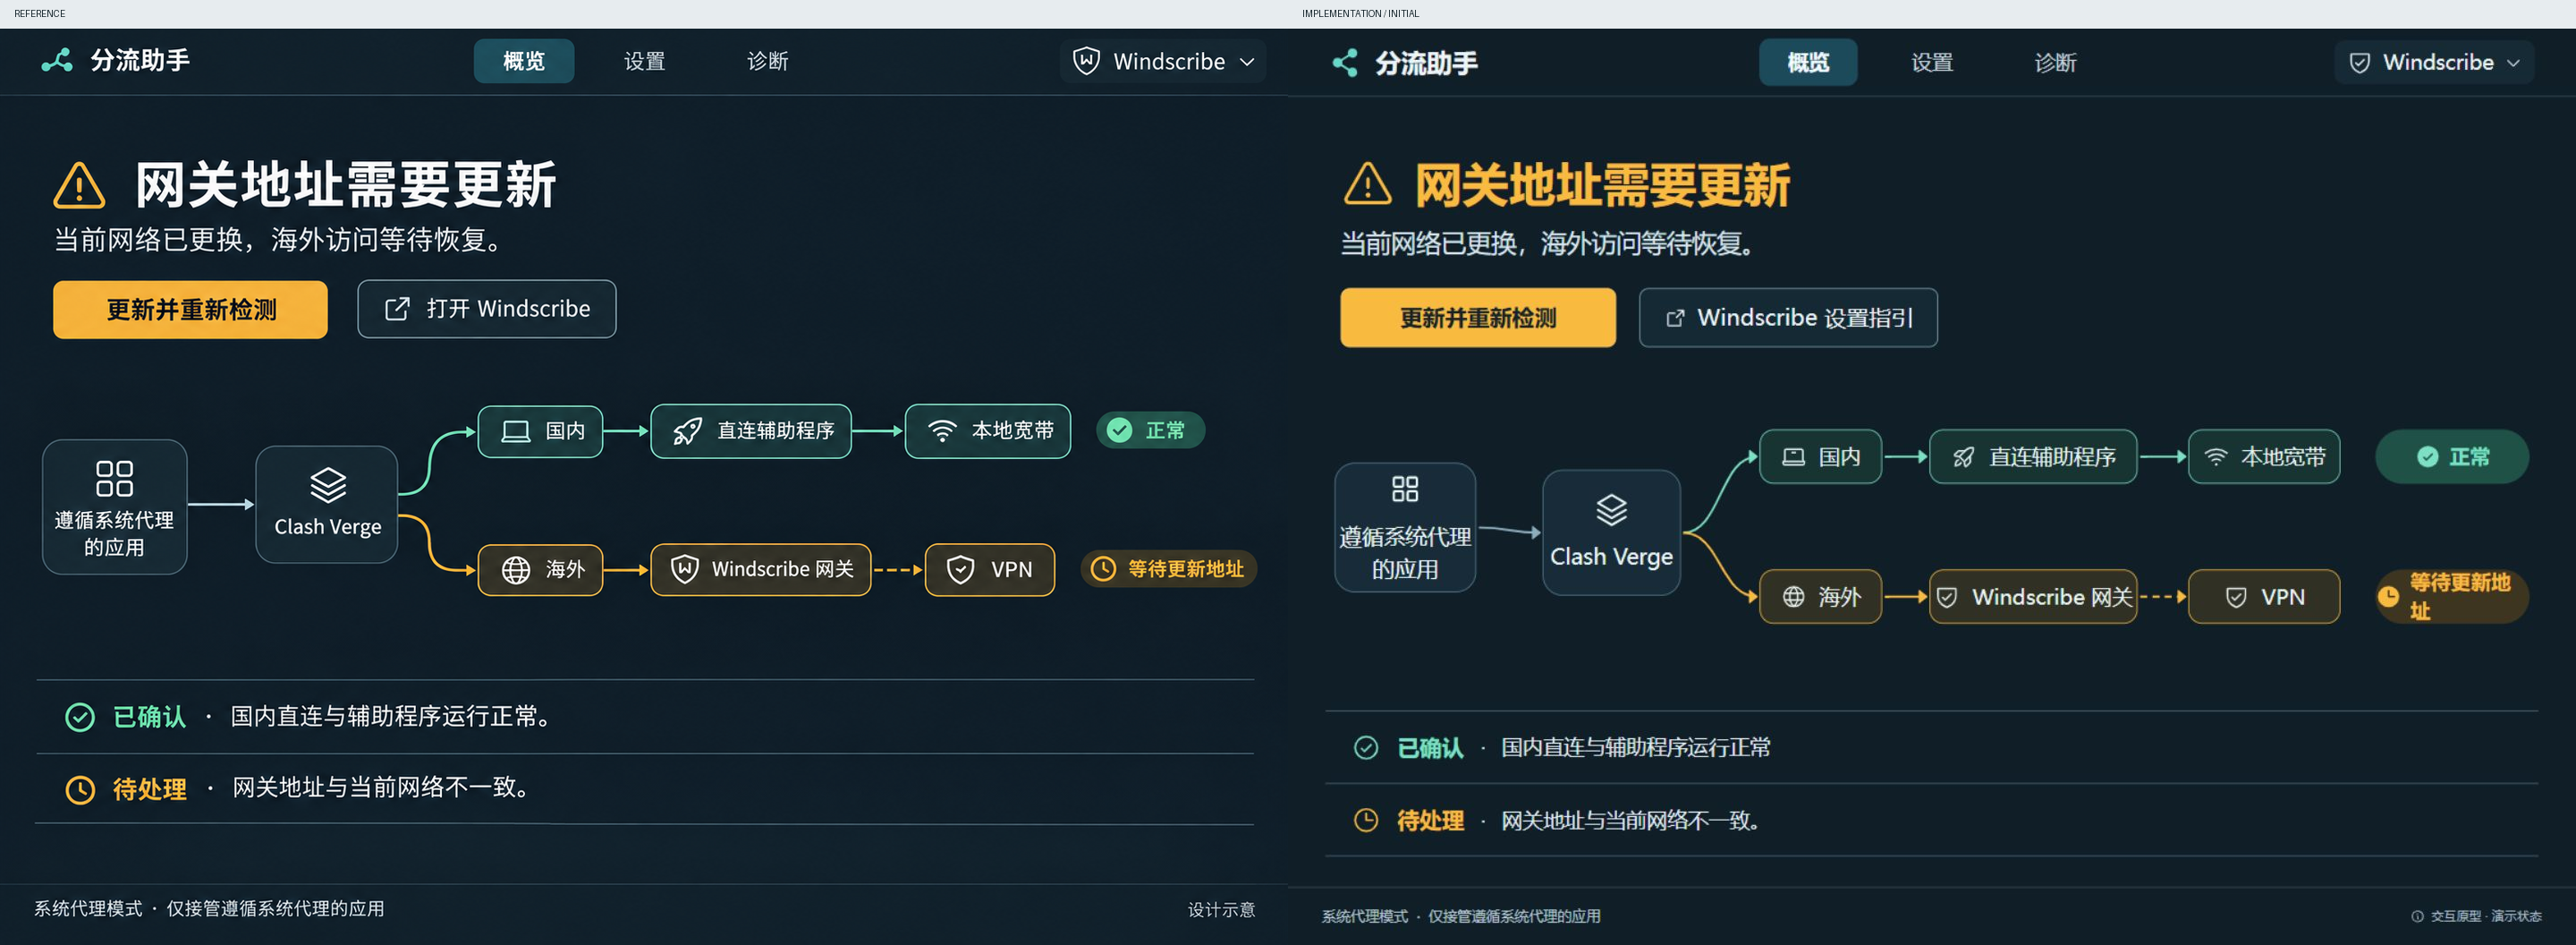 REFERENCE
分流助手
概览
设置
诊断
Windscribe
网关地址需要更新
当前网络已更换，海外访问等待恢复。
更新并重新检测
打开 Windscribe
遵循系统代理
的应用
Clash Verge
国内
直连辅助程序
本地宽带
正常
海外
Windscribe 网关
VPN
等待更新地址
已确认 · 国内直连与辅助程序运行正常。
待处理 · 网关地址与当前网络不一致。
系统代理模式 · 仅接管遵循系统代理的应用
设计示意
IMPLEMENTATION / INITIAL
分流助手
概览
设置
诊断
Windscribe
网关地址需要更新
当前网络已更换，海外访问等待恢复。
更新并重新检测
Windscribe 设置指引
遵循系统代理
的应用
Clash Verge
国内
直连辅助程序
本地宽带
正常
海外
Windscribe 网关
VPN
等待更新地
址
已确认 · 国内直连与辅助程序运行正常
待处理 · 网关地址与当前网络不一致。
系统代理模式 · 仅接管遵循系统代理的应用
交互原型 · 演示状态